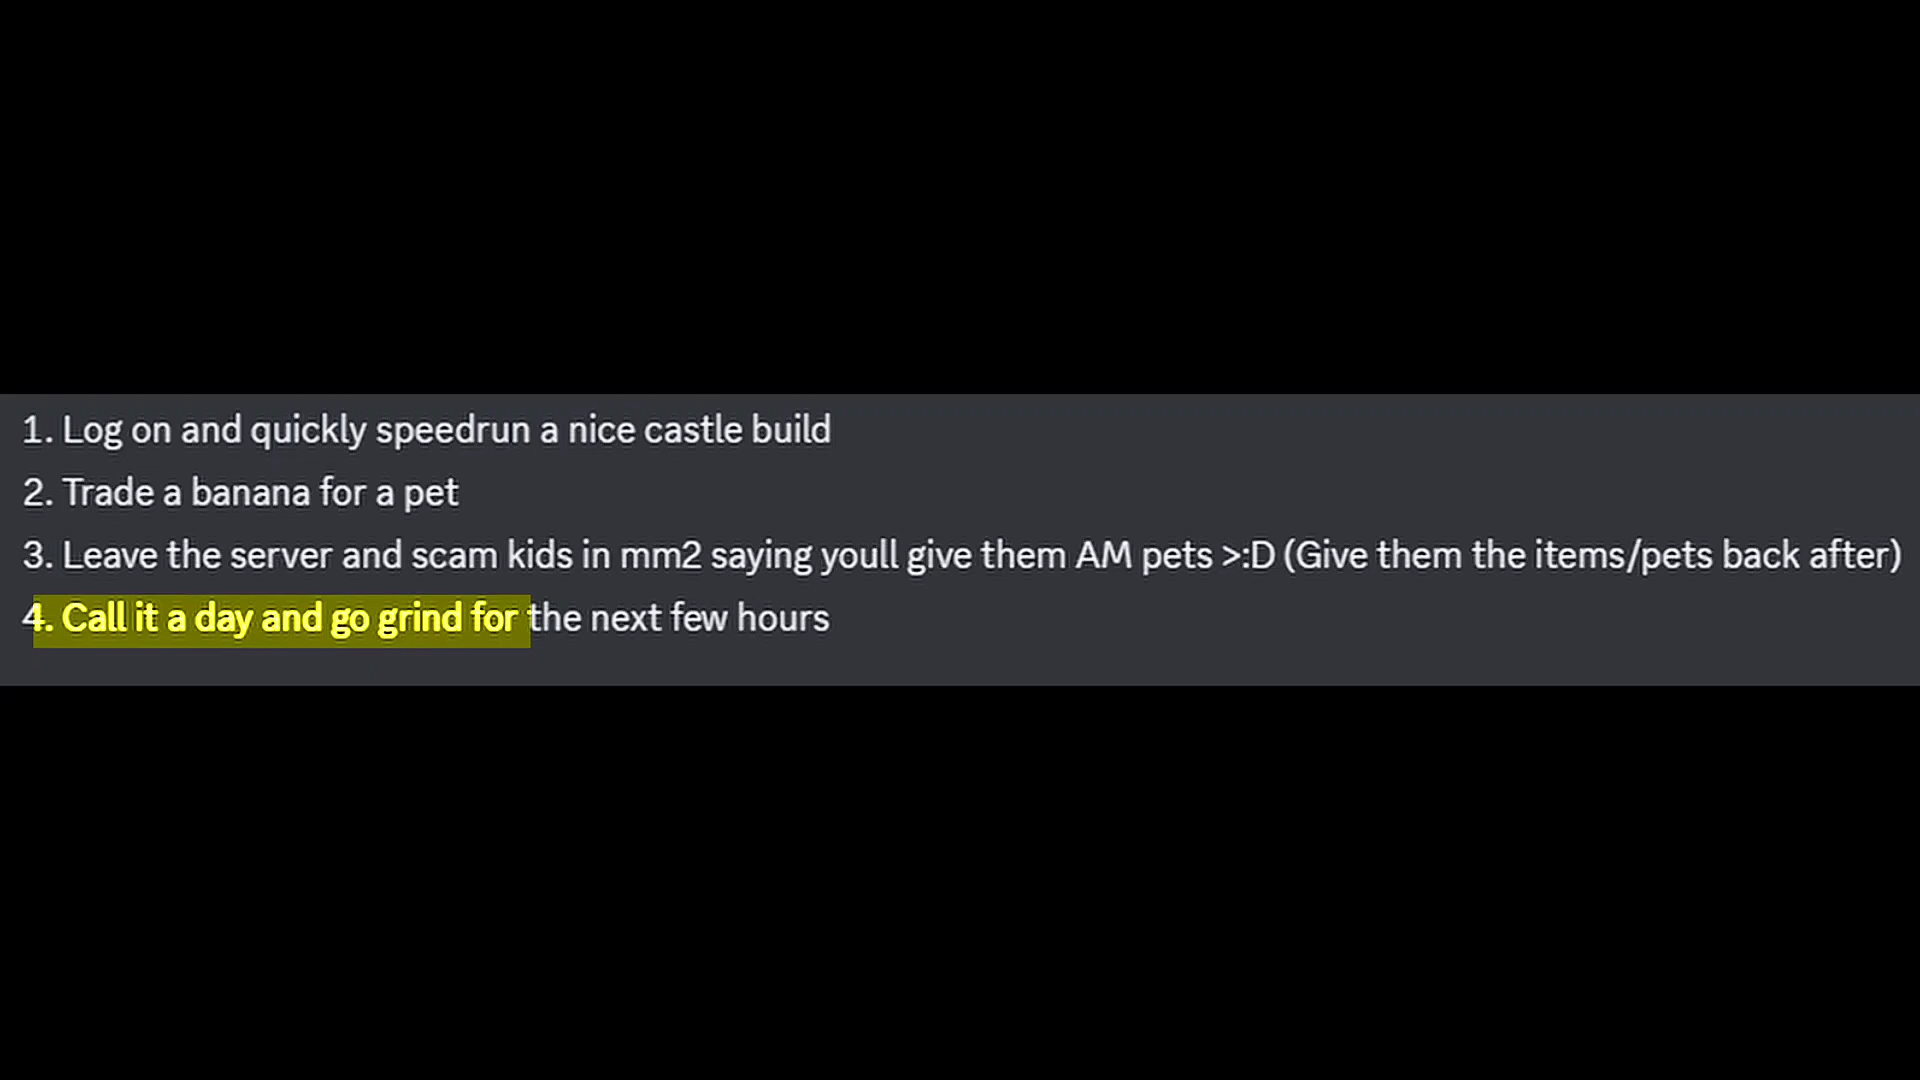 1. Log on and quickly speedrun a nice castle build
2. Trade a banana for a pet
3. Leave the server and scam kids in mm2 saying youll give them AM pets >:D (Give them the items/pets back after)
4. Call it a day and go grind for the next few hours